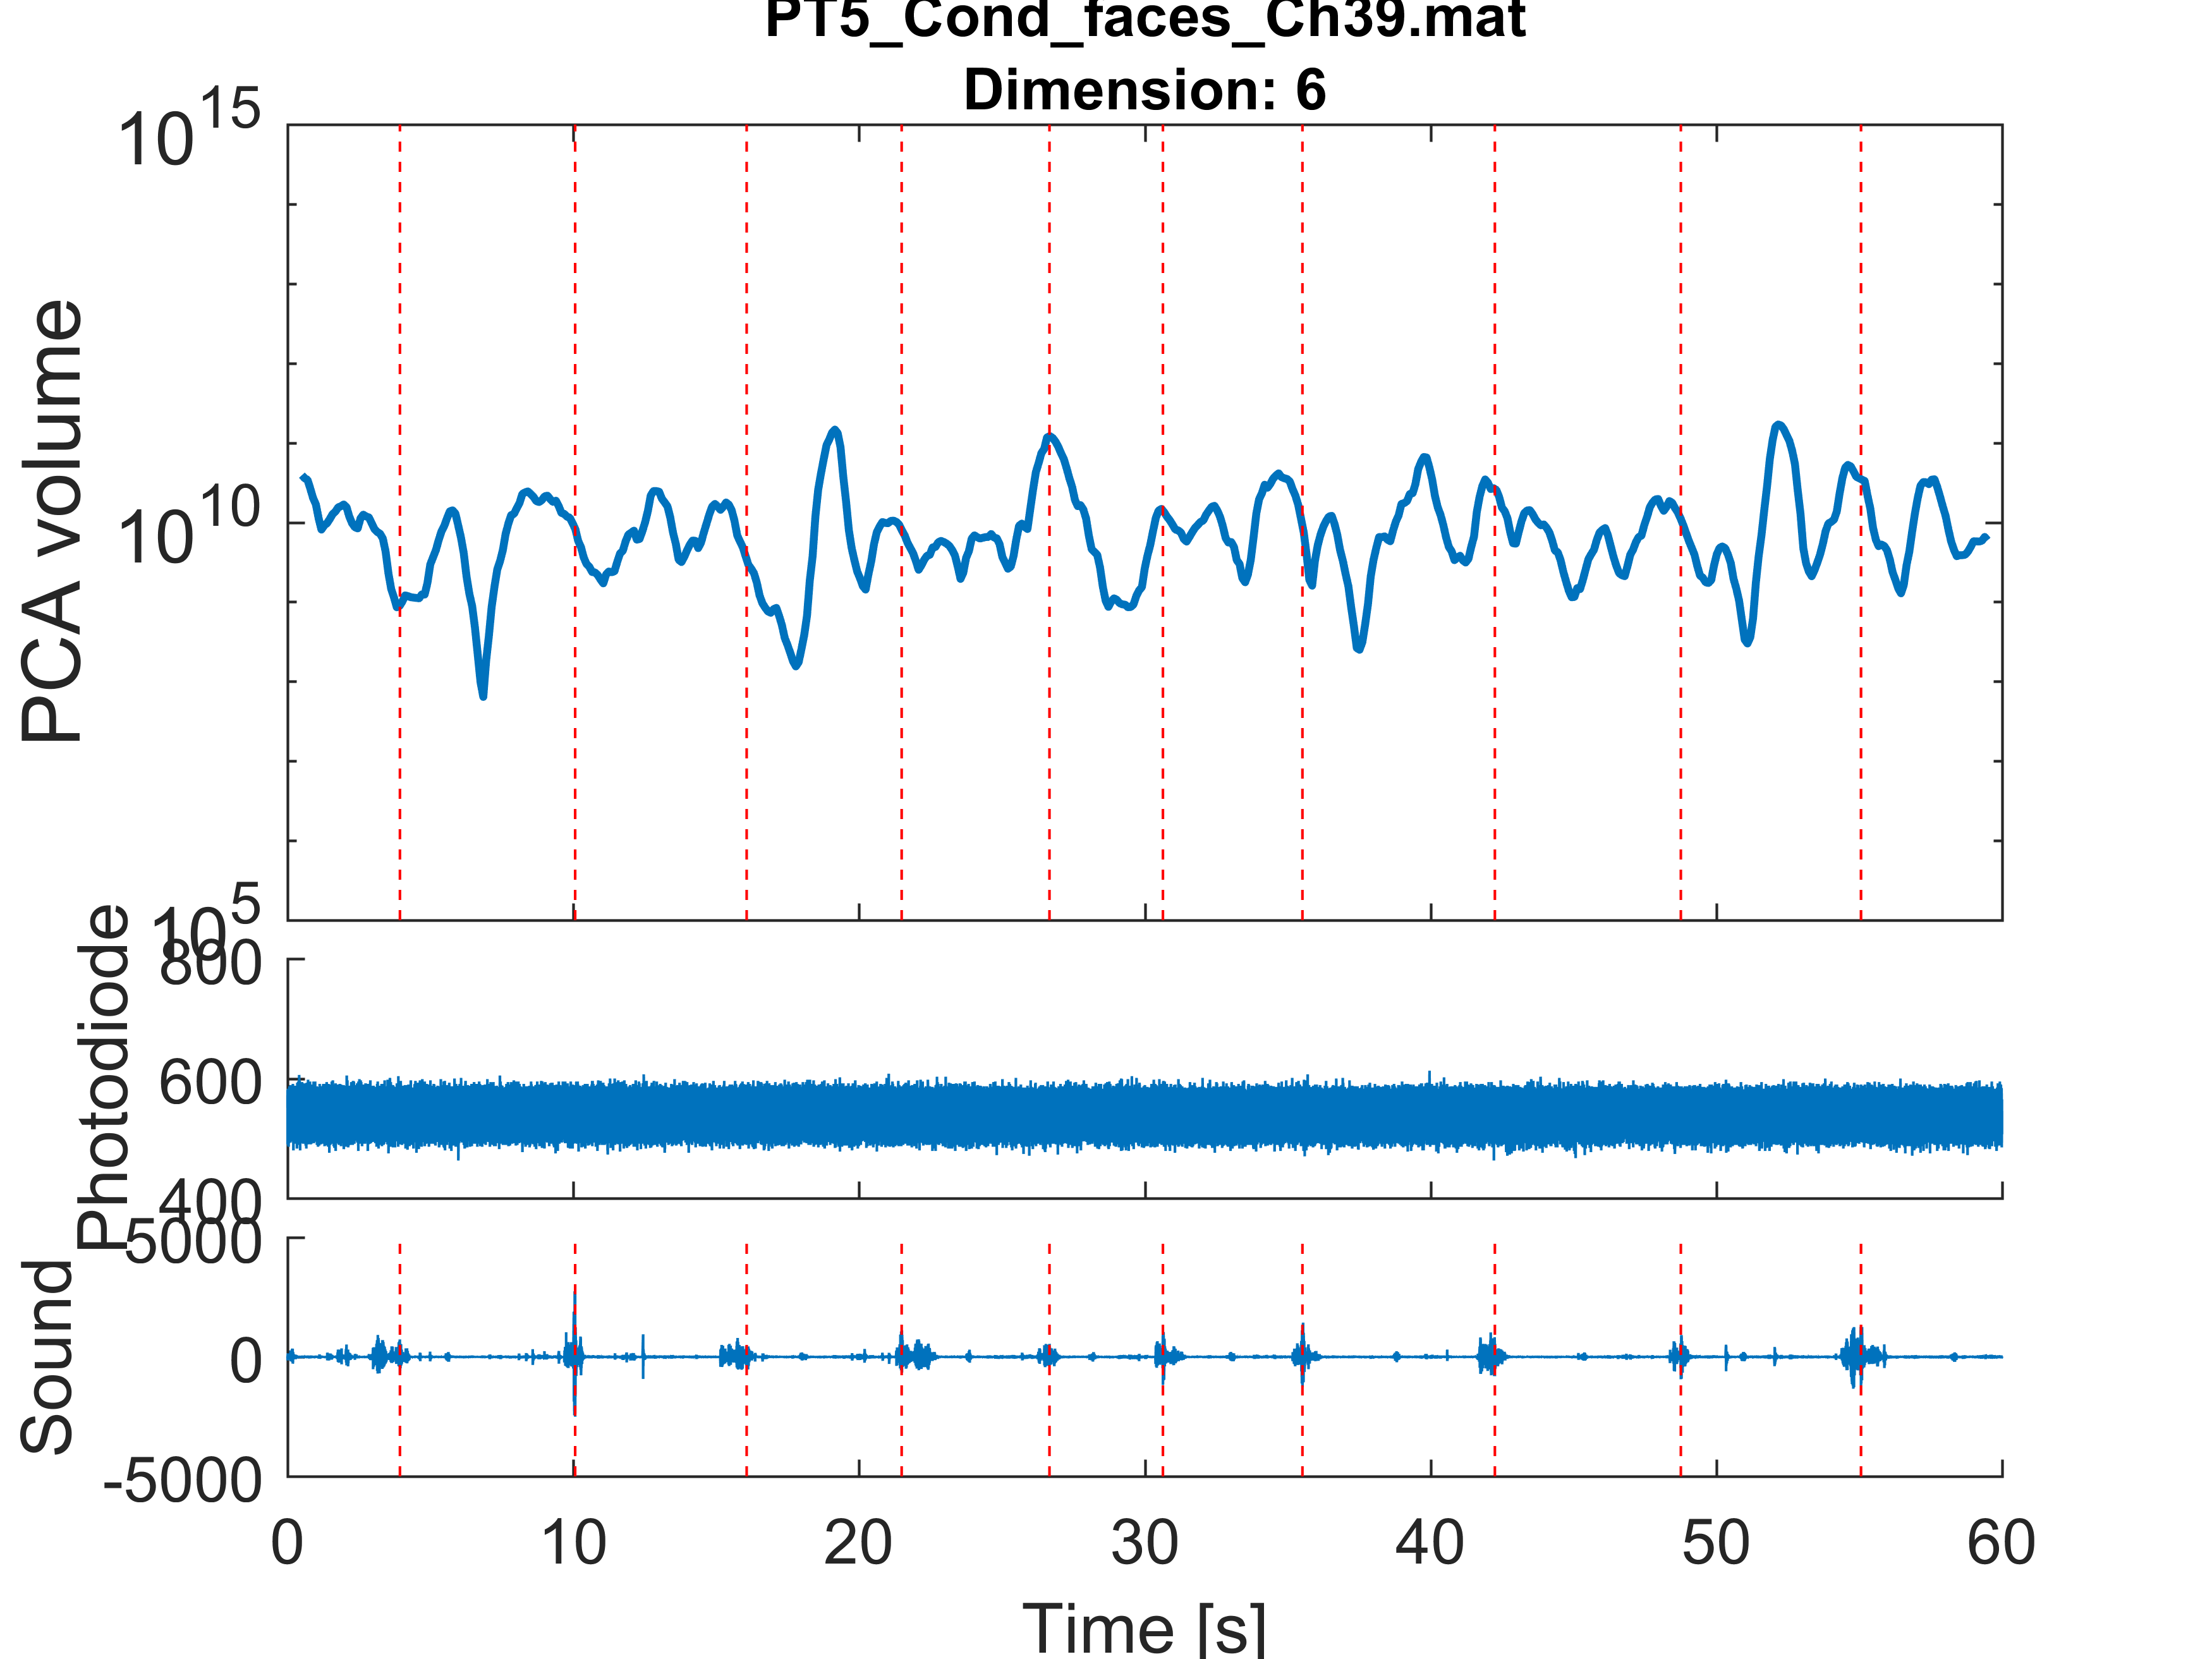 PT5_Cond_faces_Ch39.mat
Dimension: 6
10^15
10^10
10^5
PCA volume
800
600
400
Photodiode
5000
0
-5000
Sound
0 10 20 30 40 50 60
Time [s]